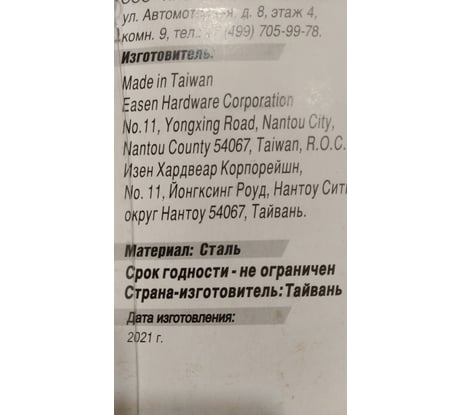 ул. Автомоторная, д. 8, этаж 4,
комн. 9, тел.: +7 (499) 705-99-78.
Изготовитель:
Made in Taiwan
Easen Hardware Corporation
No.11, Yongxing Road, Nantou City,
Nantou County 54067, Taiwan, R.O.C.
Изен Хардвеар Корпорейшн,
No. 11, Йонгксинг Роуд, Нантоу Сити
округ Нантоу 54067, Тайвань.
Материал: Сталь
Срок годности - не ограничен
Страна-изготовитель: Тайвань
Дата изготовления:
2021 г.